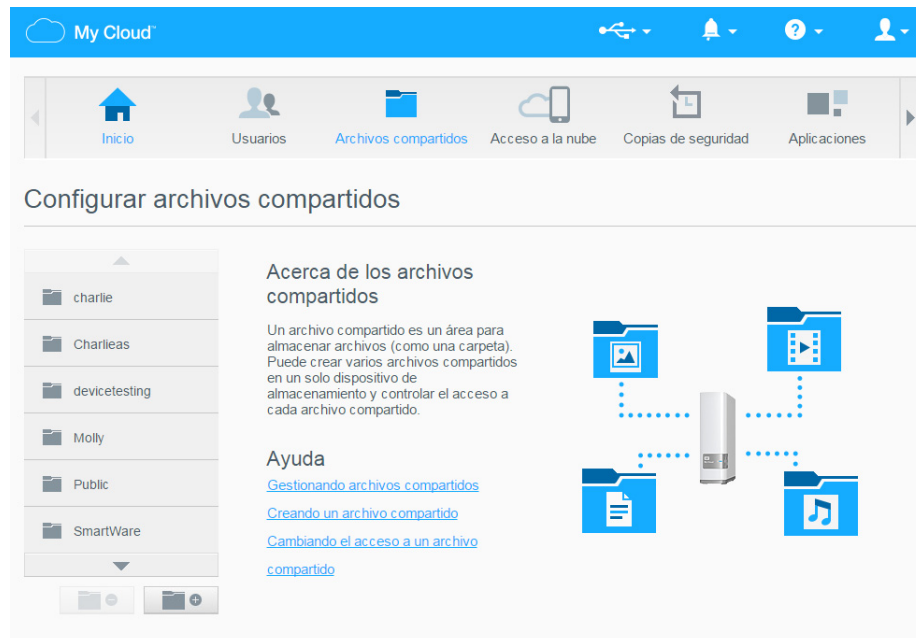 My Cloud™
Inicio
Usuarios
Archivos compartidos
Acceso a la nube
Copias de seguridad
Aplicaciones
Configurar archivos compartidos
charlie
Charlieas
devicetesting
Molly
Public
SmartWare
Acerca de los archivos
compartidos
Un archivo compartido es un área para
almacenar archivos (como una carpeta).
Puede crear varios archivos compartidos
en un solo dispositivo de
almacenamiento y controlar el acceso a
cada archivo compartido.
Ayuda
Gestionando archivos compartidos
Creando un archivo compartido
Cambiando el acceso a un archivo
compartido